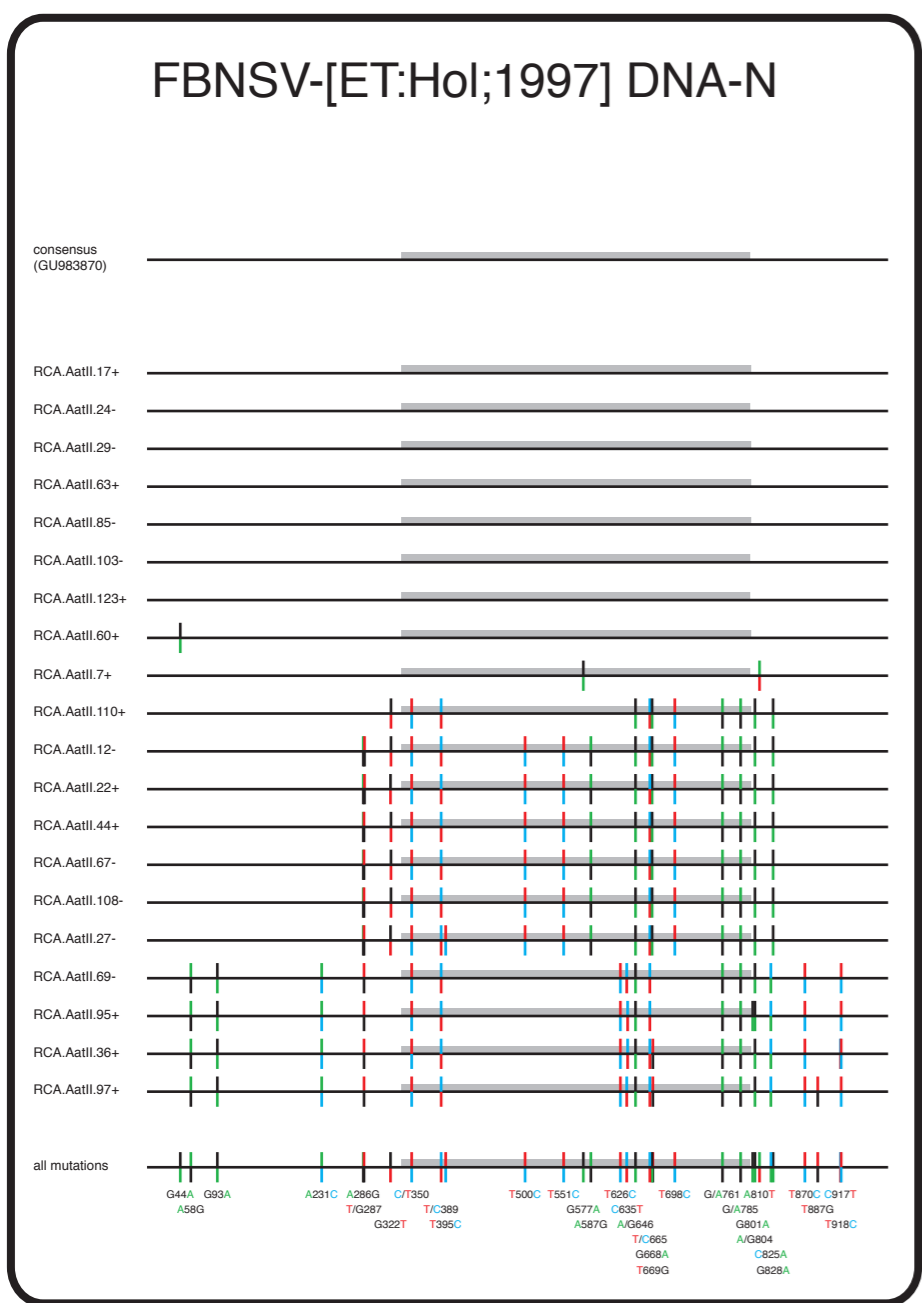 FBNSV-[ET:Hol;1997] DNA-N
consensus
(GU983870)
RCA.AatII.17+
RCA.AatII.24-
RCA.AatII.29-
RCA.AatII.63+
RCA.AatII.85-
RCA.AatII.103-
RCA.AatII.123+
RCA.AatII.60+
RCA.AatII.7+
RCA.AatII.110+
RCA.AatII.12-
RCA.AatII.22+
RCA.AatII.44+
RCA.AatII.67-
RCA.AatII.108-
RCA.AatII.27-
RCA.AatII.69-
RCA.AatII.95+
RCA.AatII.36+
RCA.AatII.97+
all mutations
G44A G93A A231C A286G C/T350 T500C T551C T626C T698C G/A761 A810T T870C C917T
A58G T/G287 T/C389 G577A C635T G/A785 T887G
G322T T395C A587G A/G646 G801A T918C
T/C665 A/G804
G668A C825A
T669G G828A